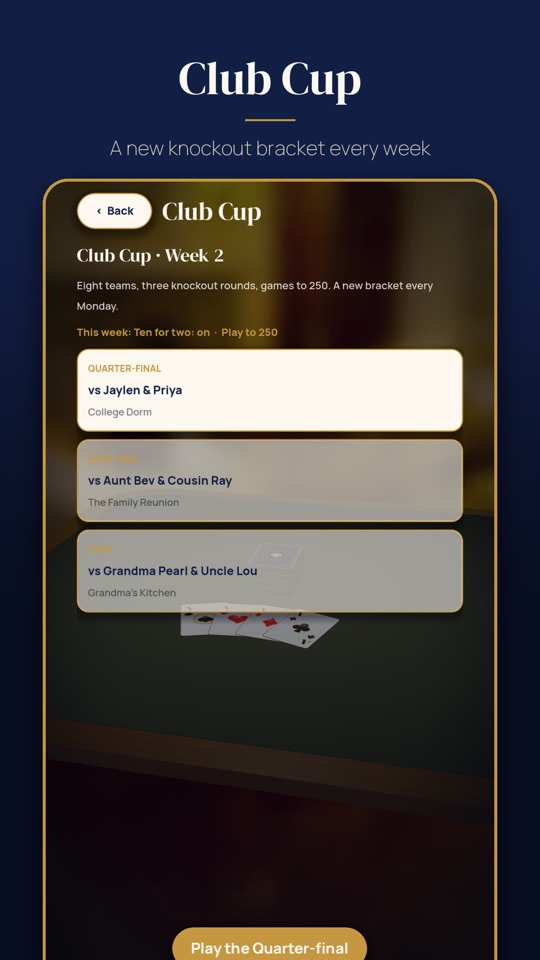 Club Cup
A new knockout bracket every week
‹ Back
Club Cup
Club Cup · Week 2
Eight teams, three knockout rounds, games to 250. A new bracket every
Monday.
This week: Ten for two: on · Play to 250
QUARTER-FINAL
vs Jaylen & Priya
College Dorm
vs Aunt Bev & Cousin Ray
The Family Reunion
vs Grandma Pearl & Uncle Lou
Grandma's Kitchen
Play the Quarter-final